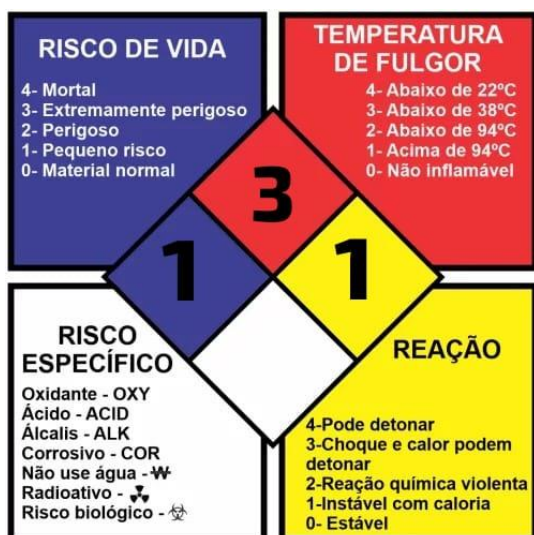 RISCO DE VIDA
4- Mortal
3- Extremamente perigoso
2- Perigoso
1- Pequeno risco
0- Material normal
TEMPERATURA
DE FULGOR
4- Abaixo de 22ºC
3- Abaixo de 38ºC
2- Abaixo de 94ºC
1- Acima de 94ºC
0- Não inflamável
3
1
1
RISCO
ESPECÍFICO
Oxidante - OXY
Ácido - ACID
Álcalis - ALK
Corrosivo - COR
Não use água - W
Radioativo - ☢
Risco biológico - ☣
REAÇÃO
4-Pode detonar
3-Choque e calor podem
detonar
2-Reação química violenta
1-Instável com caloria
0- Estável